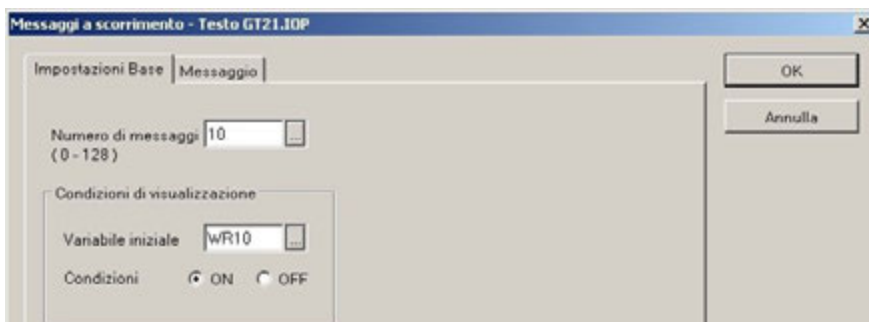 Messaggi a scorrimento - Testo GT21.IOP
Impostazioni Base
Messaggio
OK
Annulla
Numero di messaggi 10 ...
( 0 - 128 )
Condizioni di visualizzazione
Variabile iniziale WR10 ...
Condizioni ON OFF